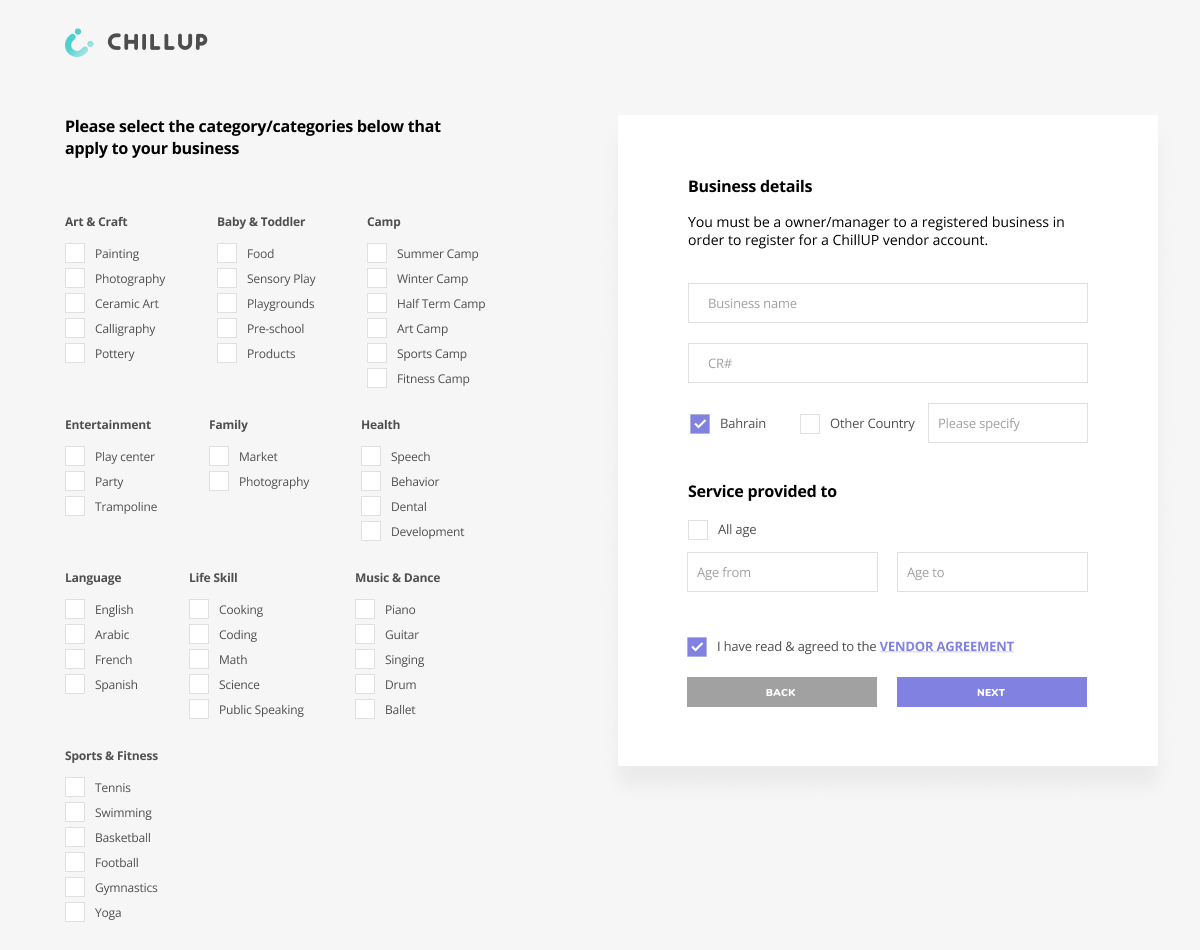 CHILLUP
Please select the category/categories below that
apply to your business
Art & Craft
Painting
Photography
Ceramic Art
Calligraphy
Pottery
Baby & Toddler
Food
Sensory Play
Playgrounds
Pre-school
Products
Camp
Summer Camp
Winter Camp
Half Term Camp
Art Camp
Sports Camp
Fitness Camp
Entertainment
Play center
Party
Trampoline
Family
Market
Photography
Health
Speech
Behavior
Dental
Development
Language
English
Arabic
French
Spanish
Life Skill
Cooking
Coding
Math
Science
Public Speaking
Music & Dance
Piano
Guitar
Singing
Drum
Ballet
Sports & Fitness
Tennis
Swimming
Basketball
Football
Gymnastics
Yoga
Business details
You must be a owner/manager to a registered business in
order to register for a ChillUP vendor account.
Business name
CR#
Bahrain Other Country Please specify
Service provided to
All age
Age from Age to
I have read & agreed to the VENDOR AGREEMENT
BACK NEXT